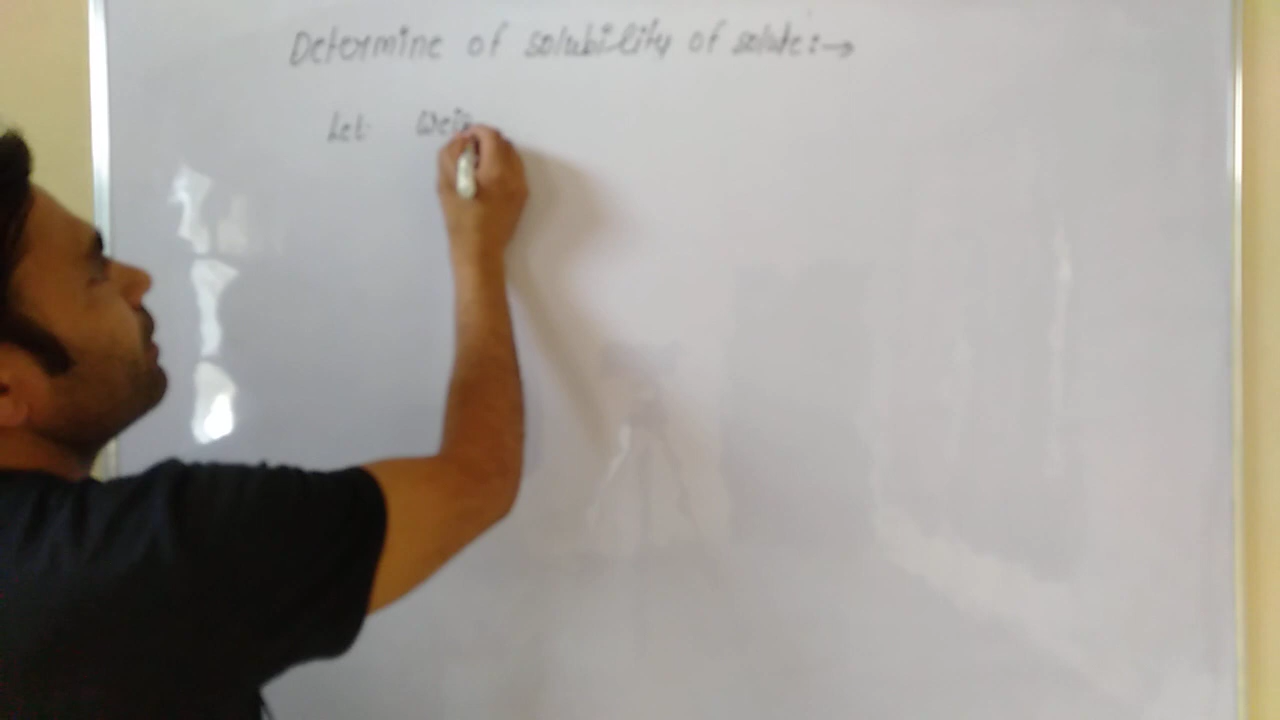 Determine of solubility of solute:→
Let Wei